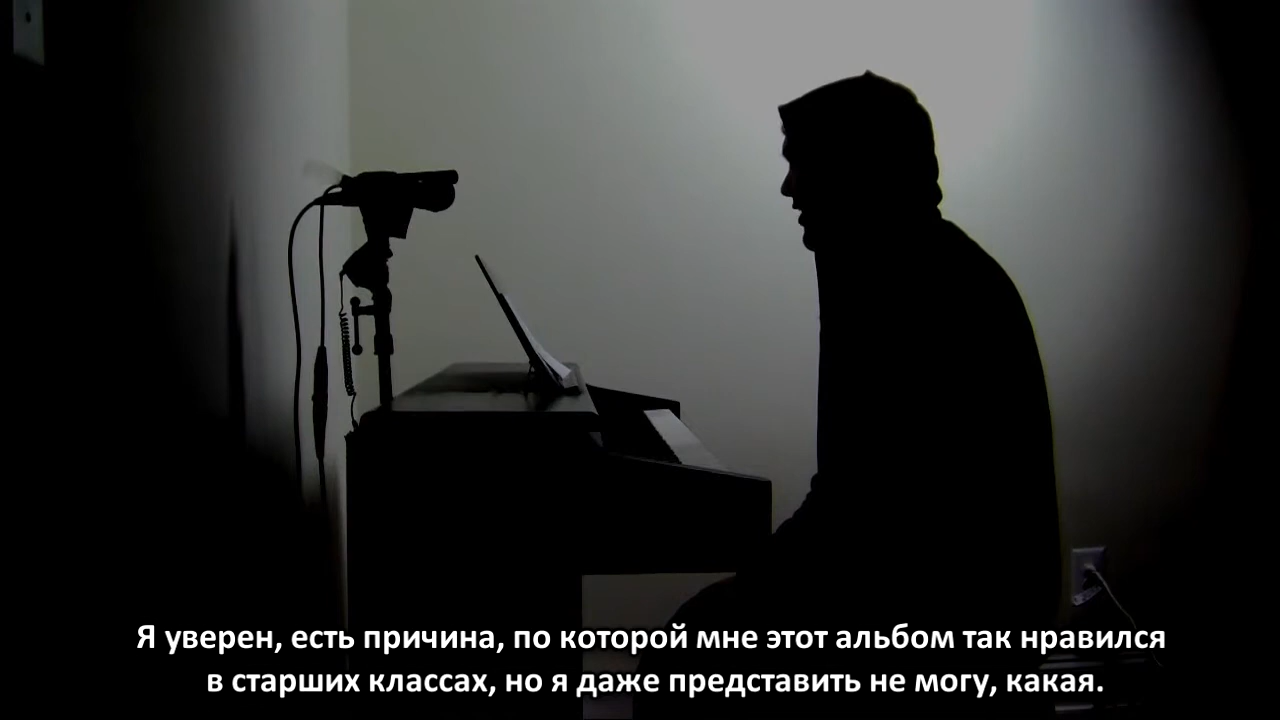 Я уверен, есть причина, по которой мне этот альбом так нравился
в старших классах, но я даже представить не могу, какая.